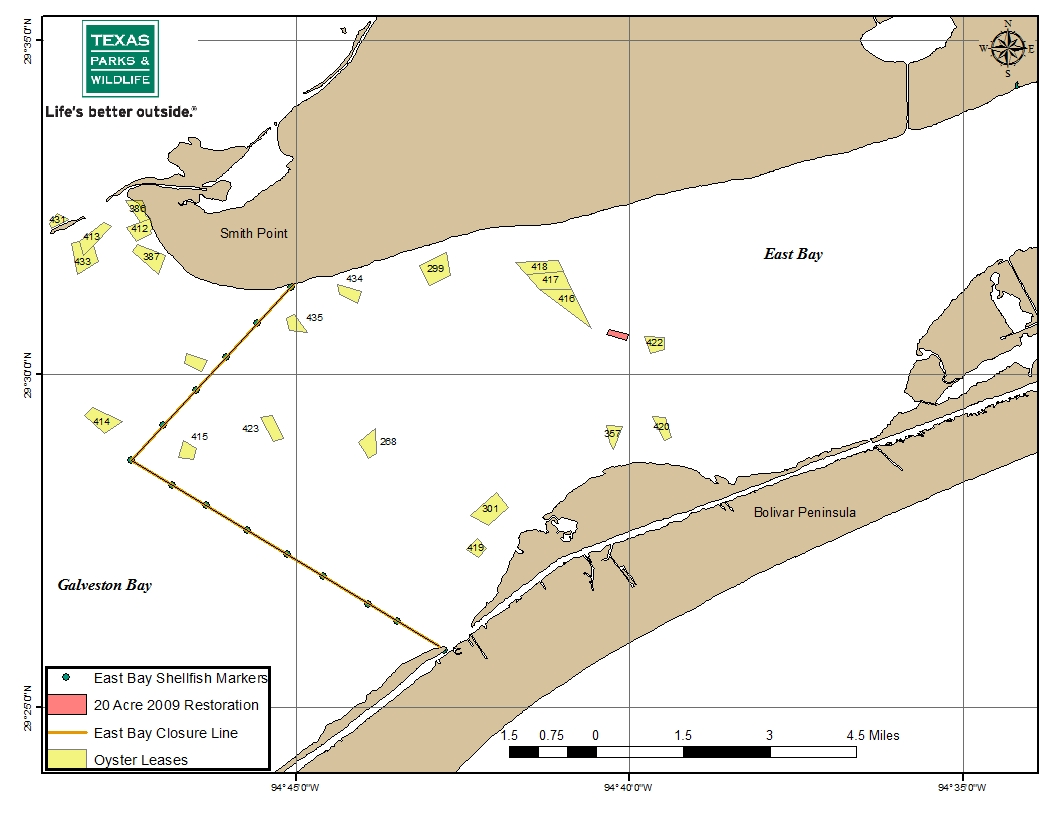 29°35'0"N
TEXAS
PARKS &
WILDLIFE
Life's better outside.®
N
W E
S
386
431
412
413
Smith Point
387
433
East Bay
299
418
434
417
416
435
422
29°30'0"N
414
423
415
268
357
420
301
Bolivar Peninsula
419
Galveston Bay
East Bay Shellfish Markers
20 Acre 2009 Restoration
East Bay Closure Line
Oyster Leases
29°25'0"N
1.5 0.75 0 1.5 3 4.5 Miles
94°45'0"W 94°40'0"W 94°35'0"W